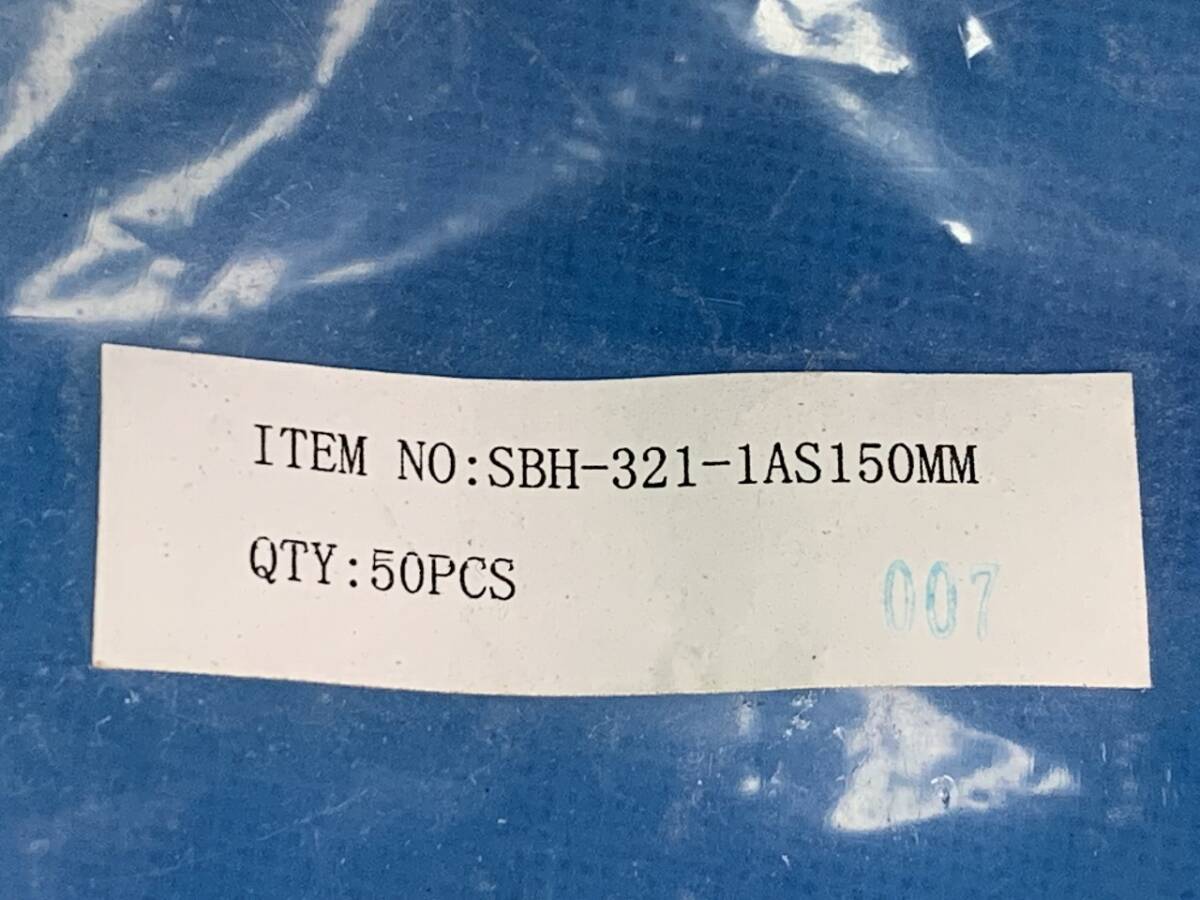 ITEM NO:SBH-321-1AS150MM
QTY:50PCS
007